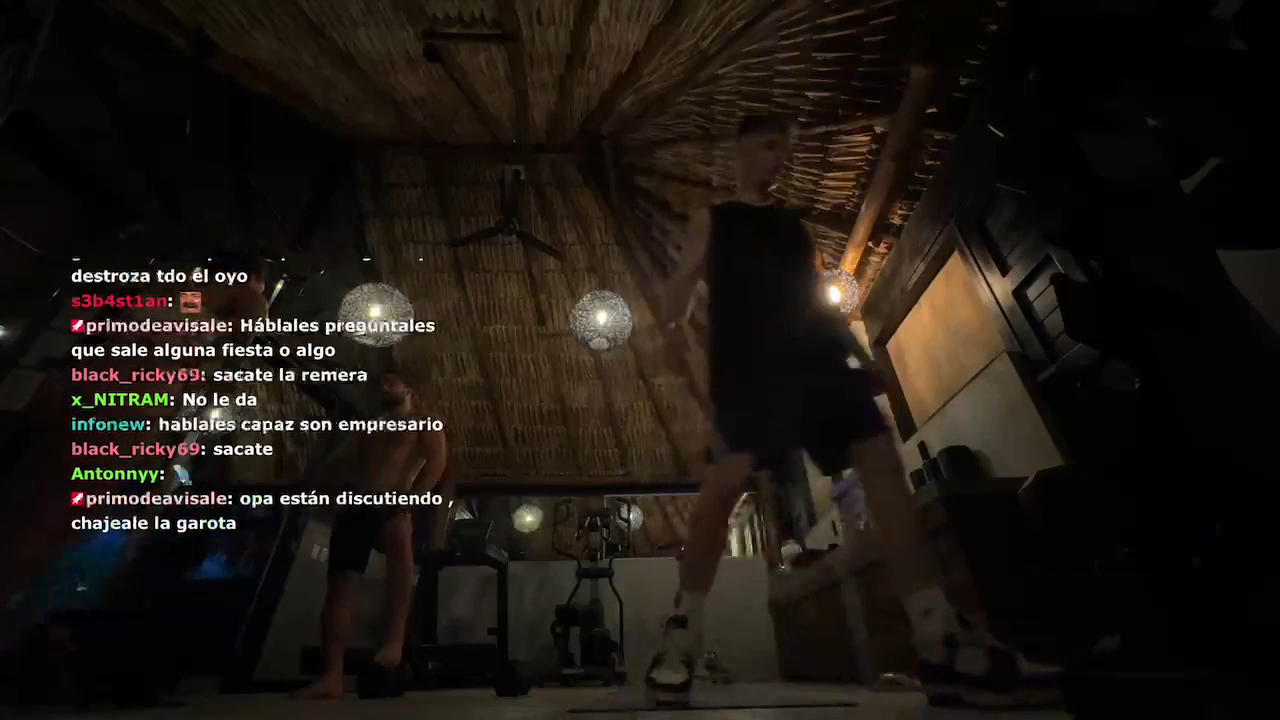 destroza tdo el oyo
s3b4st1an:
primodeavisale: Háblales pregúntales
que sale alguna fiesta o algo
black_ricky69: sacate la remera
x_NITRAM: No le da
infonew: hablales capaz son empresario
black_ricky69: sacate
Antonnyy:
primodeavisale: opa están discutiendo ,
chajeale la garota